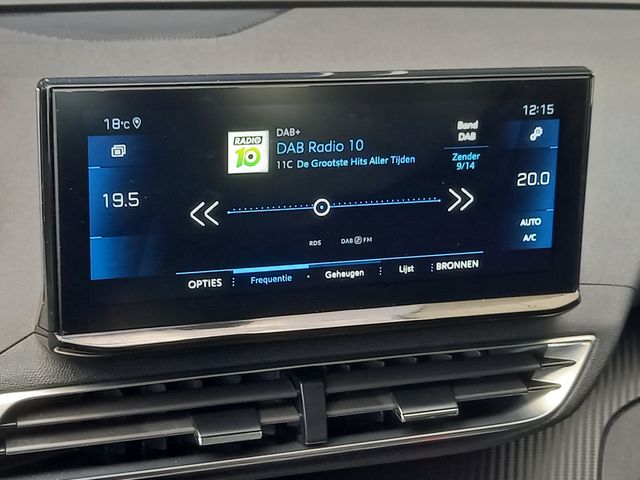 18°C
12:15
RADIO
10
DAB+
DAB Radio 10
11C De Grootste Hits Aller Tijden
Band
DAB
Zender
9/14
19.5
20.0
RDS
DAB FM
AUTO
A/C
OPTIES
Frequentie
Geheugen
Lijst
BRONNEN